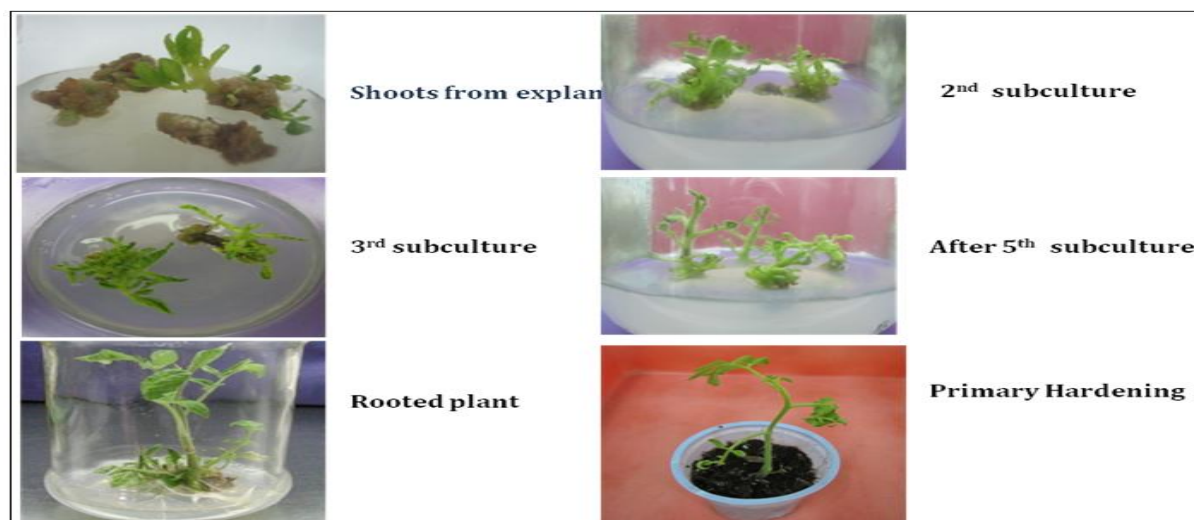 Shoots from explan
2nd subculture
3rd subculture
After 5th subculture
Rooted plant
Primary Hardening